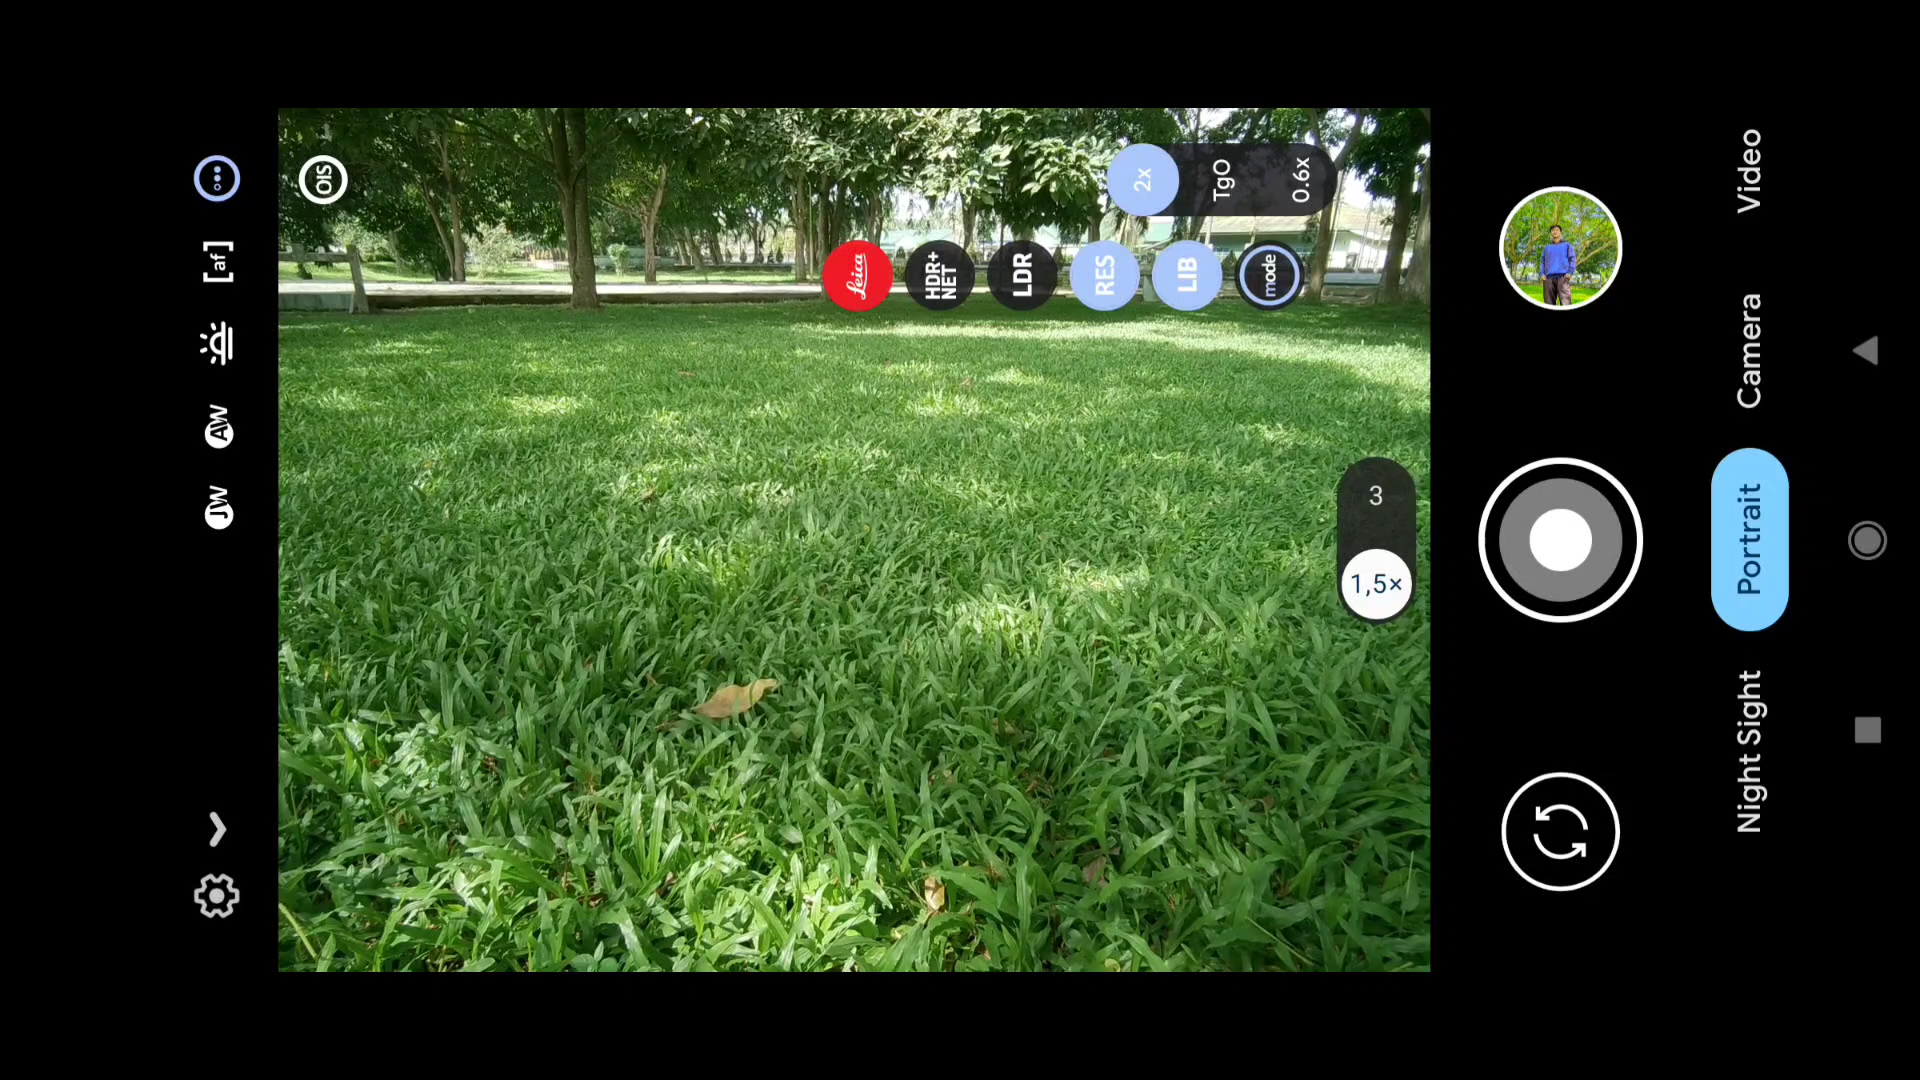 OIS
[af]
AW
JW
2x
TgO
0.6x
Leica
HDR+
NET
LDR
RES
LIB
mode
3
1,5×
Video
Camera
Portrait
Night Sight